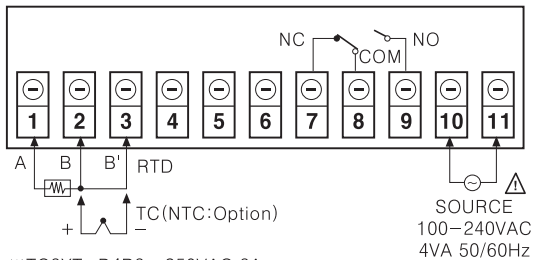 NC NO
COM
1 2 3 4 5 6 7 8 9 10 11
A B B' RTD
TC(NTC:Option)
+ −
SOURCE
100−240VAC
4VA 50/60Hz